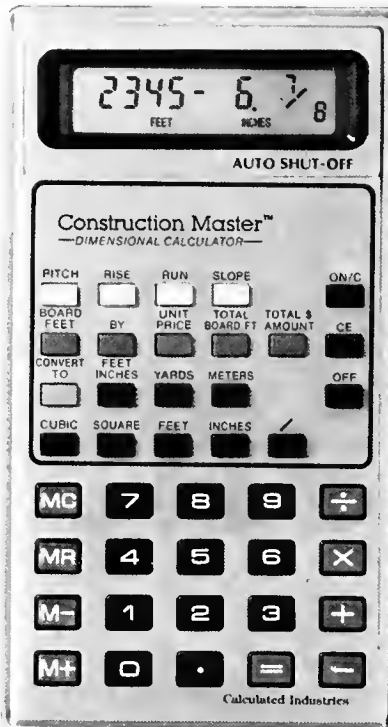 2345- 6. 7/8
FEET INCHES
AUTO SHUT-OFF
Construction Master™
—DIMENSIONAL CALCULATOR—
PITCH RISE RUN SLOPE ON/C
BOARD FEET BY UNIT PRICE TOTAL BOARD FT TOTAL $ AMOUNT CE
CONVERT TO FEET INCHES YARDS METERS OFF
CUBIC SQUARE FEET INCHES /
MC 7 8 9 ÷
MR 4 5 6 X
M- 1 2 3 +
M+ 0 . = −
Calculated Industries